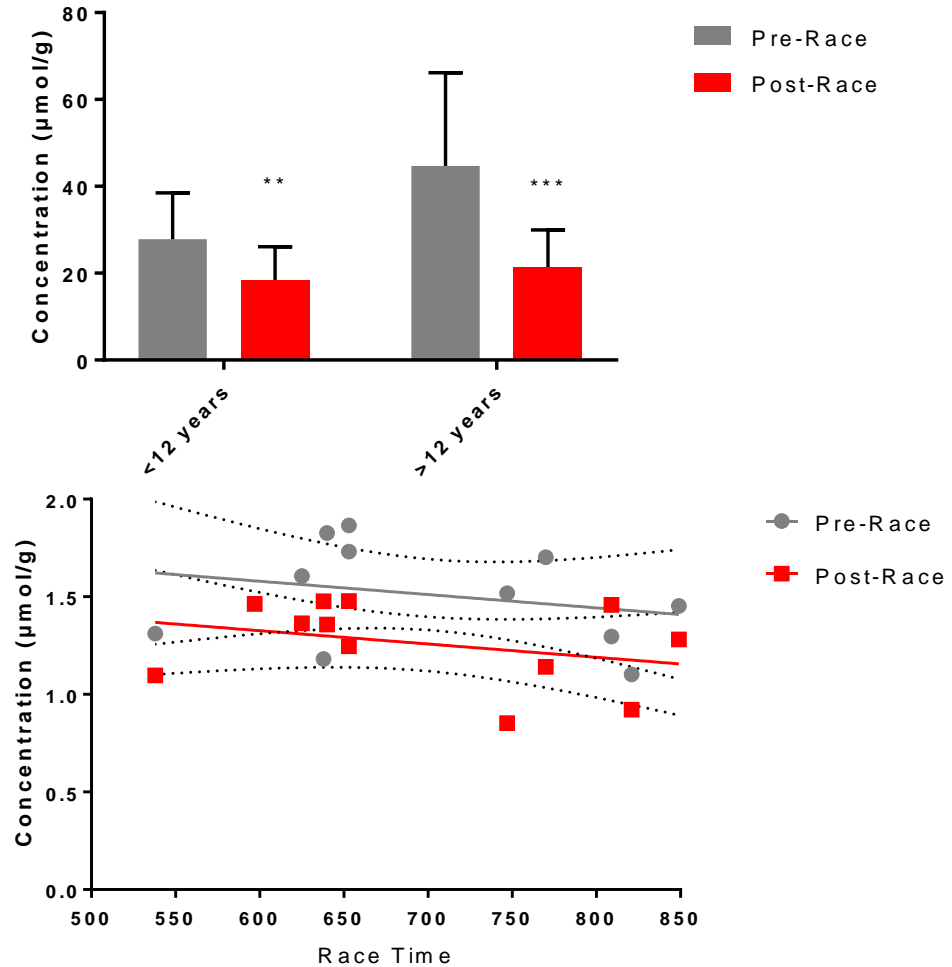 Concentration (µmol/g)
80
60
40
20
0
**
***
<12 years
>12 years
Pre-Race
Post-Race
Concentration (µmol/g)
2.0
1.5
1.0
0.5
0.0
500 550 600 650 700 750 800 850
Race Time
Pre-Race
Post-Race